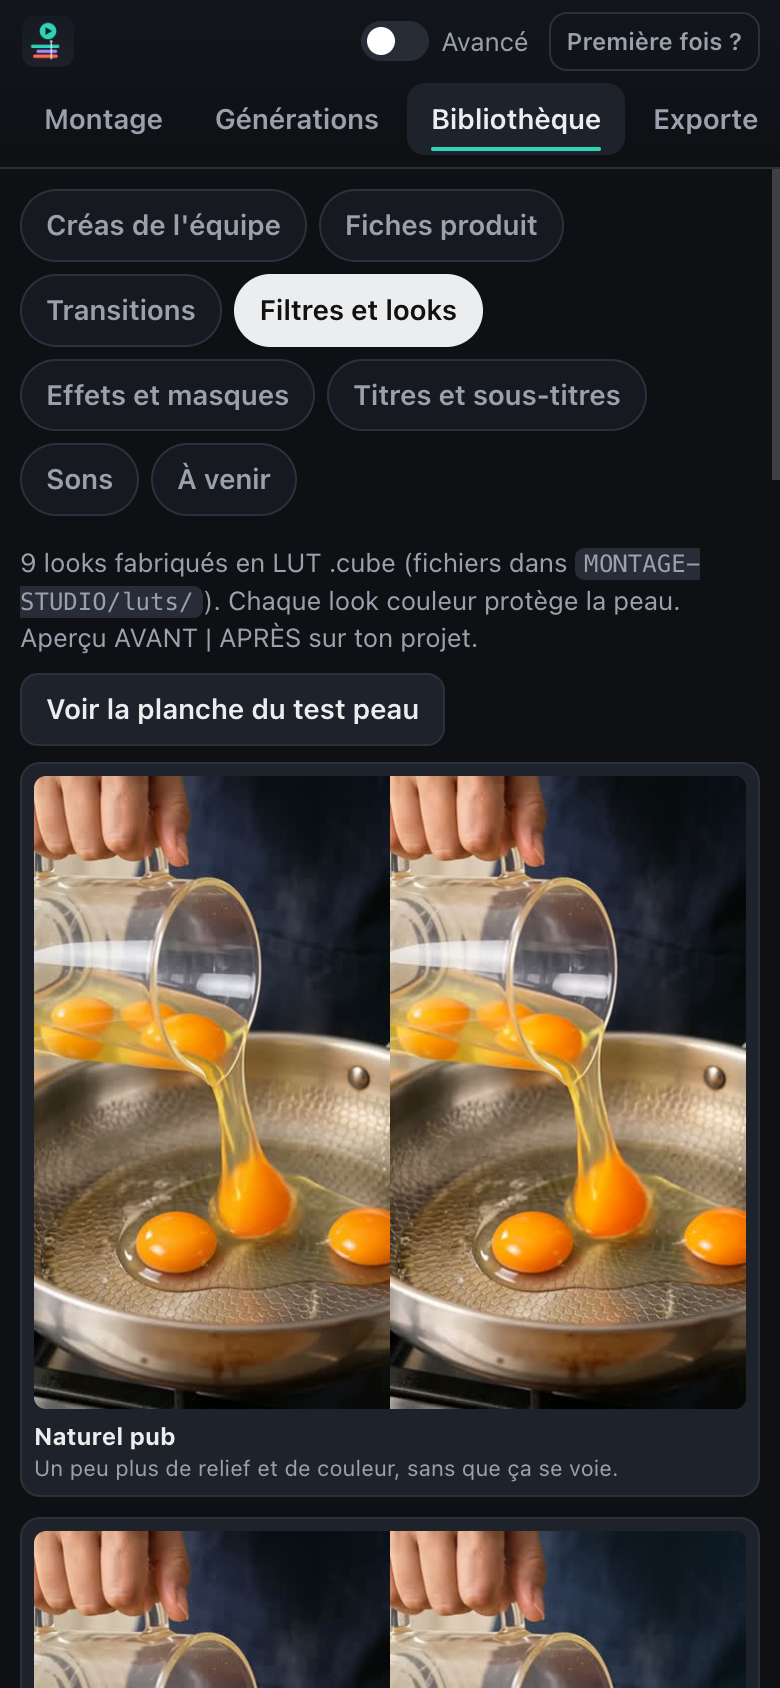 Avancé
Première fois ?
Montage
Générations
Bibliothèque
Exporte
Créas de l'équipe
Fiches produit
Transitions
Filtres et looks
Effets et masques
Titres et sous-titres
Sons
À venir
9 looks fabriqués en LUT .cube (fichiers dans MONTAGE-
STUDIO/luts/). Chaque look couleur protège la peau.
Aperçu AVANT | APRÈS sur ton projet.
Voir la planche du test peau
Naturel pub
Un peu plus de relief et de couleur, sans que ça se voie.